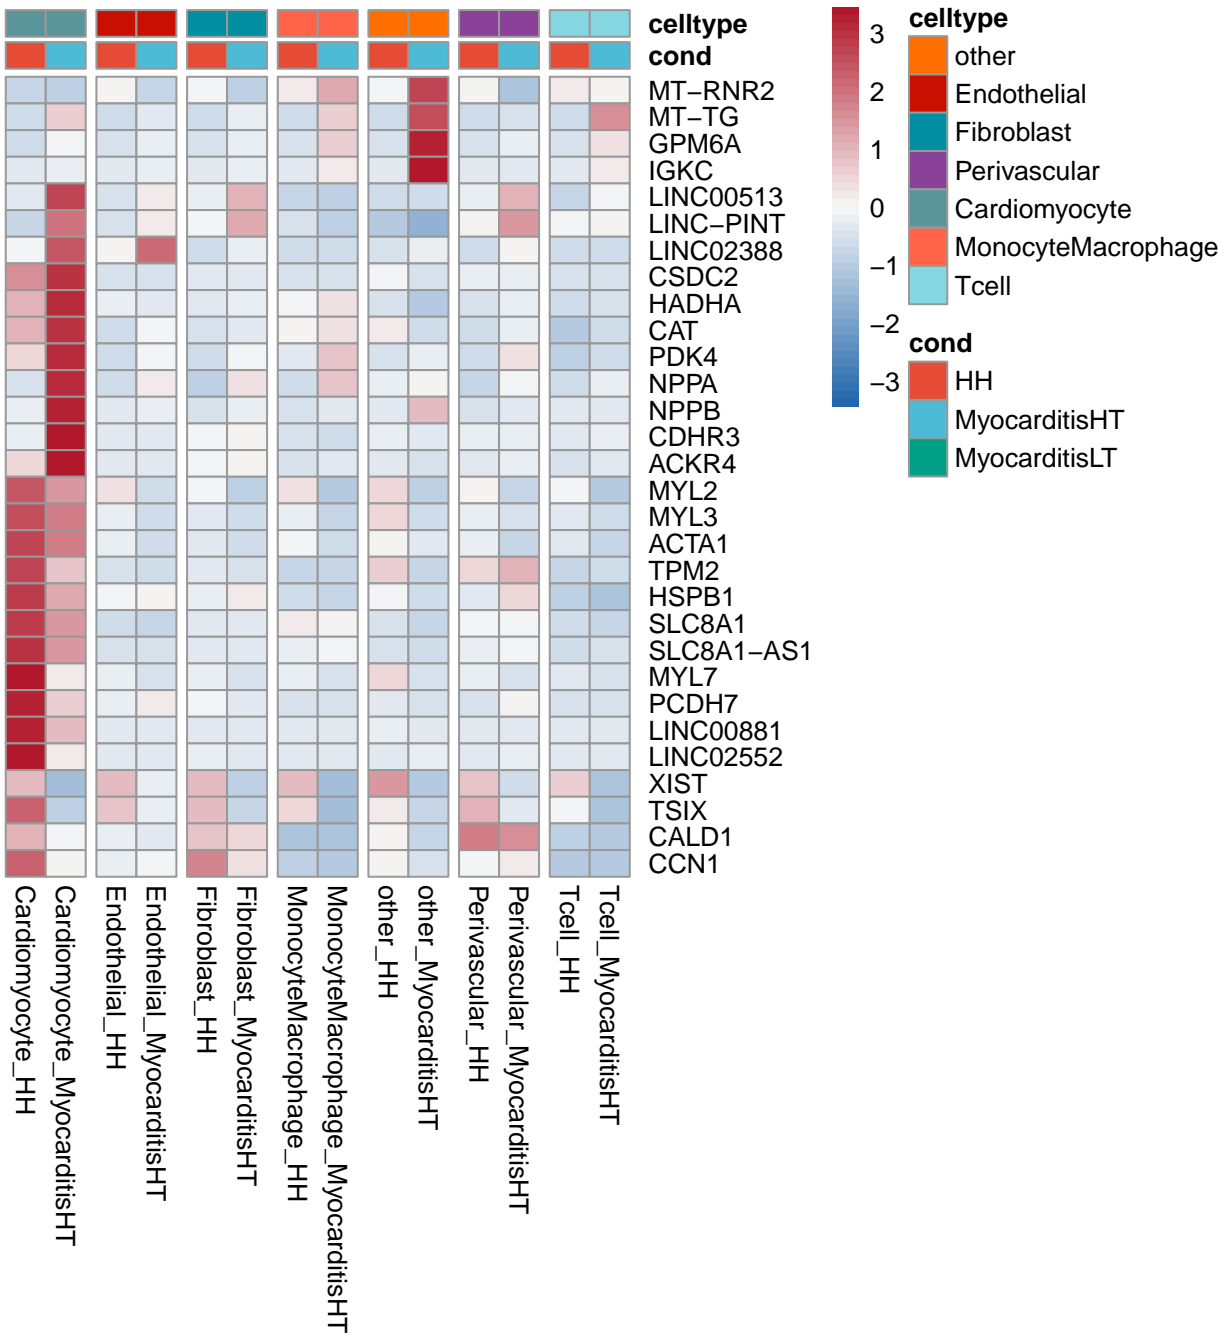 celltype
cond
MT−RNR2
MT−TG
GPM6A
IGKC
LINC00513
LINC−PINT
LINC02388
CSDC2
HADHA
CAT
PDK4
NPPA
NPPB
CDHR3
ACKR4
MYL2
MYL3
ACTA1
TPM2
HSPB1
SLC8A1
SLC8A1−AS1
MYL7
PCDH7
LINC00881
LINC02552
XIST
TSIX
CALD1
CCN1
Cardiomyocyte_HH
Cardiomyocyte_MyocarditisHT
Endothelial_HH
Endothelial_MyocarditisHT
Fibroblast_HH
Fibroblast_MyocarditisHT
MonocyteMacrophage_HH
MonocyteMacrophage_MyocarditisHT
other_HH
other_MyocarditisHT
Perivascular_HH
Perivascular_MyocarditisHT
Tcell_HH
Tcell_MyocarditisHT
3
2
1
0
−1
−2
−3
celltype
other
Endothelial
Fibroblast
Perivascular
Cardiomyocyte
MonocyteMacrophage
Tcell
cond
HH
MyocarditisHT
MyocarditisLT